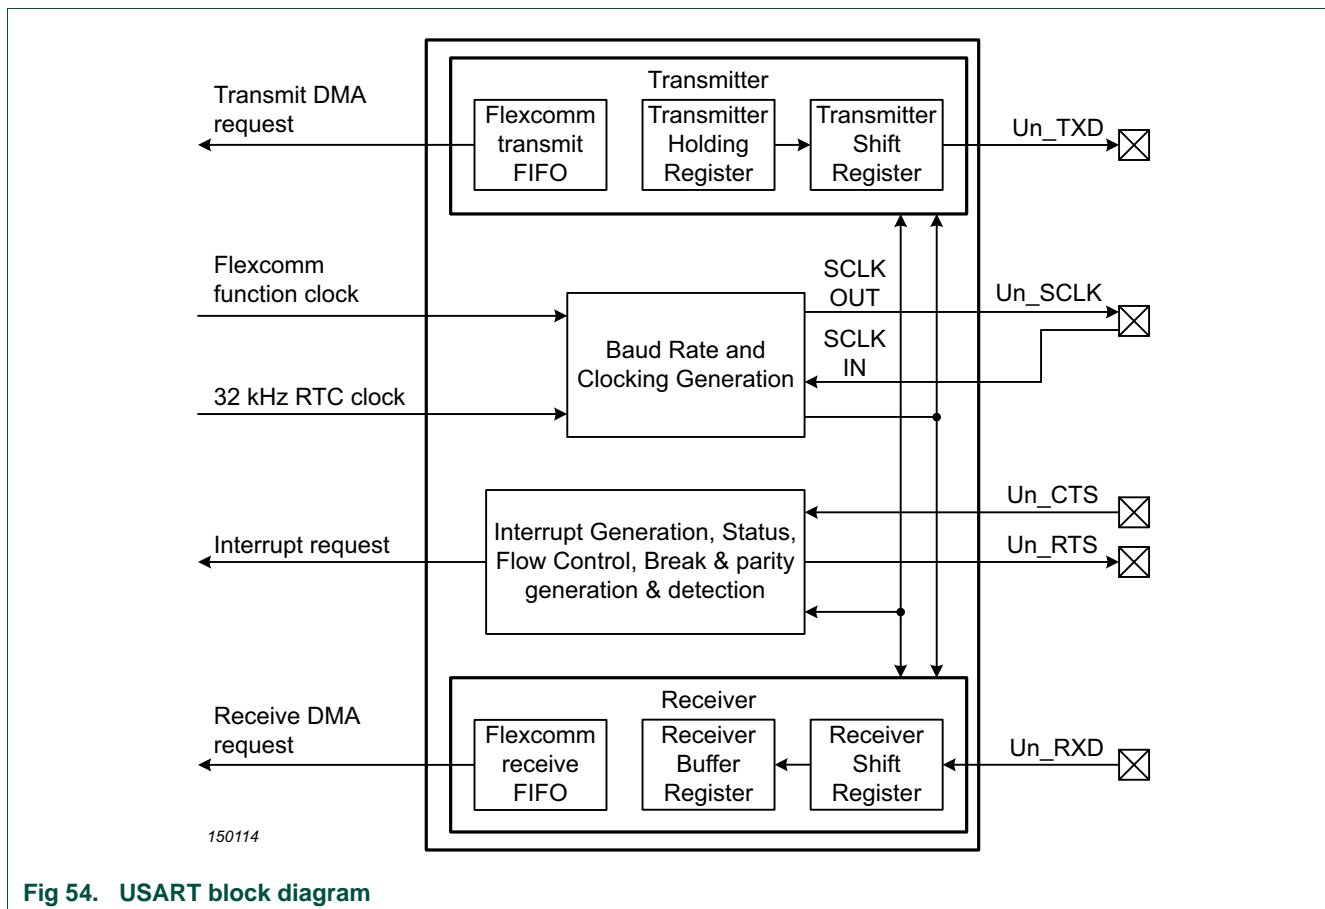 Transmitter
Transmit DMA
request
Flexcomm
transmit
FIFO
Transmitter
Holding
Register
Transmitter
Shift
Register
Un_TXD
Flexcomm
function clock
SCLK
OUT
Un_SCLK
Baud Rate and
Clocking Generation
SCLK
IN
32 kHz RTC clock
Un_CTS
Interrupt request
Interrupt Generation, Status,
Flow Control, Break & parity
generation & detection
Un_RTS
Receiver
Receive DMA
request
Flexcomm
receive
FIFO
Receiver
Buffer
Register
Receiver
Shift
Register
Un_RXD
150114
Fig 54. USART block diagram